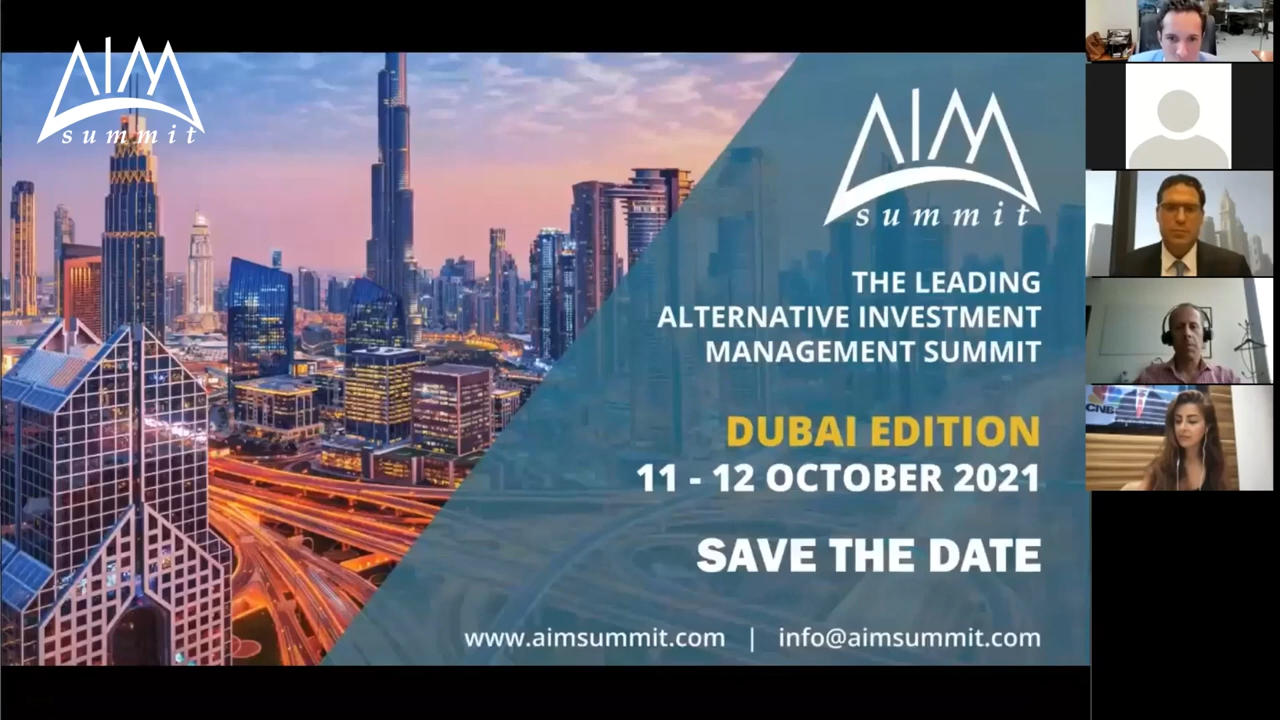 AIM
summit
AIM
summit
THE LEADING
ALTERNATIVE INVESTMENT
MANAGEMENT SUMMIT
DUBAI EDITION
11 - 12 OCTOBER 2021
SAVE THE DATE
www.aimsummit.com | info@aimsummit.com
CNB